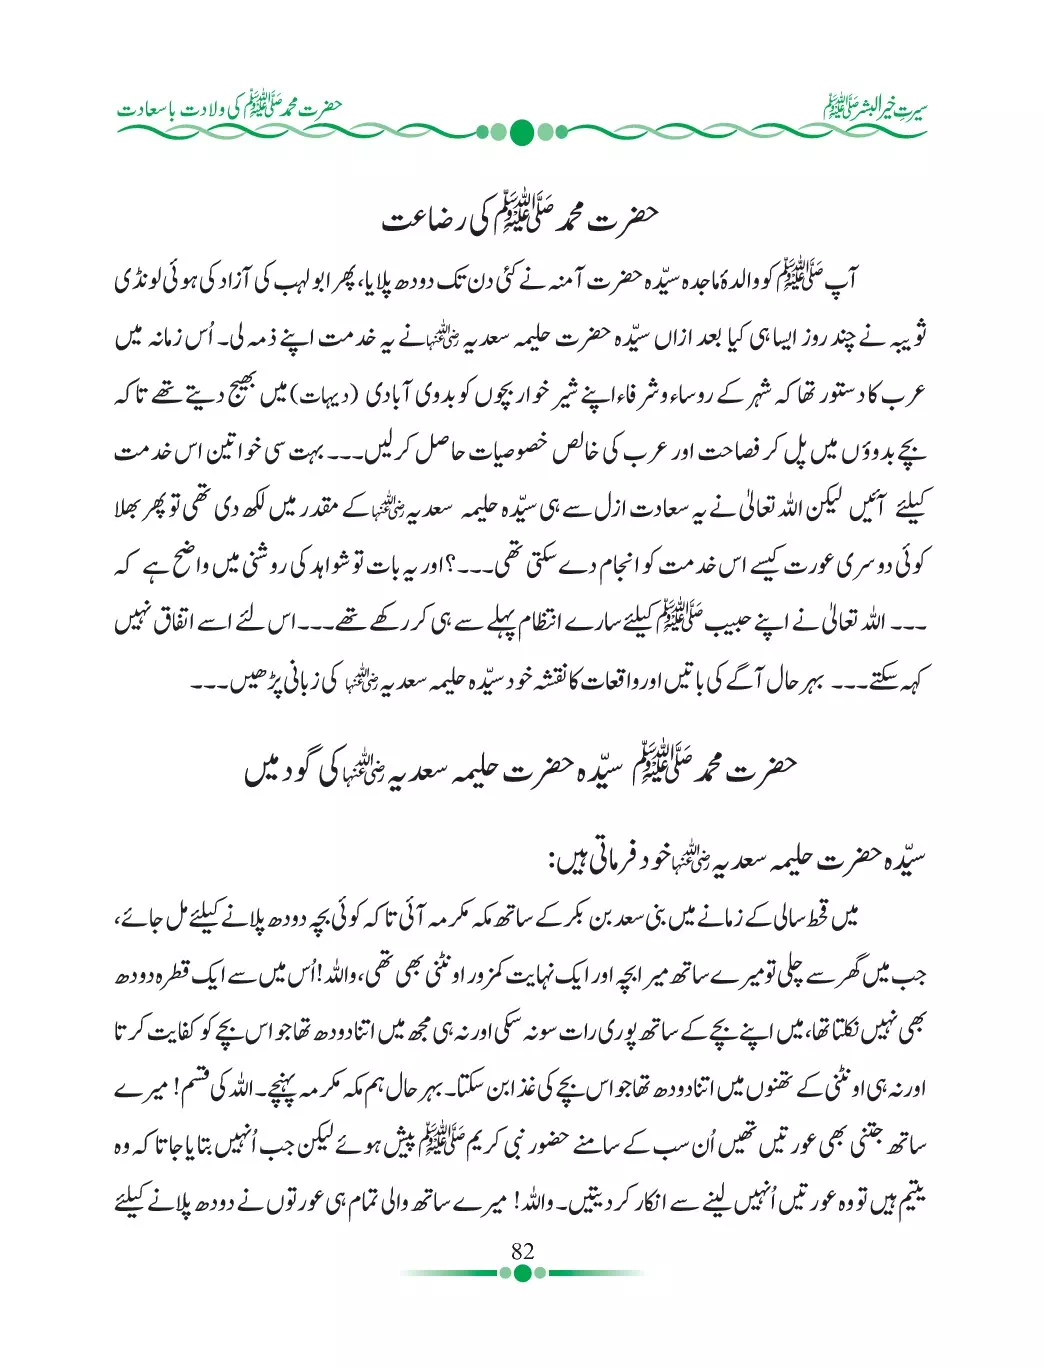 سیرتِ خیر البشر ﷺ
حضرت محمد ﷺ کی ولادت باسعادت
حضرت محمد ﷺ کی رضاعت
آپ ﷺ کو والدۂ ماجدہ سیّدہ حضرت آمنہ نے کئی دن تک دودھ پلایا، پھر ابو لہب کی آزاد کی ہوئی لونڈی
ثویبہ نے چند روز ایسا ہی کیا بعد ازاں سیّدہ حضرت حلیمہ سعدیہ رضی اللہ عنہا نے یہ خدمت اپنے ذمہ لی۔ اُس زمانہ میں
عرب کا دستور تھا کہ شہر کے روساء و شرفاء اپنے شیر خوار بچوں کو بدوی آبادی (دیہات) میں بھیج دیتے تھے تا کہ
بچے بدوؤں میں پل کر فصاحت اور عرب کی خالص خصوصیات حاصل کر لیں۔۔۔ بہت سی خواتین اس خدمت
کیلئے آئیں لیکن اللہ تعالیٰ نے یہ سعادت ازل سے ہی سیّدہ حلیمہ سعدیہ رضی اللہ عنہا کے مقدر میں لکھ دی تھی تو پھر بھلا
کوئی دوسری عورت کیسے اس خدمت کو انجام دے سکتی تھی۔۔۔؟ اور یہ بات تو شواہد کی روشنی میں واضح ہے کہ
۔۔۔ اللہ تعالیٰ نے اپنے حبیب ﷺ کیلئے سارے انتظام پہلے سے ہی کر رکھے تھے۔۔۔ اس لئے اسے اتفاق نہیں
کہہ سکتے۔۔۔ بہر حال آگے کی باتیں اور واقعات کا نقشہ خود سیّدہ حلیمہ سعدیہ رضی اللہ عنہا کی زبانی پڑھیں۔۔۔
حضرت محمد ﷺ سیّدہ حضرت حلیمہ سعدیہ رضی اللہ عنہا کی گود میں
سیّدہ حضرت حلیمہ سعدیہ رضی اللہ عنہا خود فرماتی ہیں:
میں قحط سالی کے زمانے میں بنی سعد بن بکر کے ساتھ مکہ مکرمہ آئی تا کہ کوئی بچہ دودھ پلانے کیلئے مل جائے،
جب میں گھر سے چلی تو میرے ساتھ میرا بچہ اور ایک نہایت کمزور اونٹنی بھی تھی، واللہ! اُس میں سے ایک قطرہ دودھ
بھی نہیں نکلتا تھا، میں اپنے بچے کے ساتھ پوری رات سو نہ سکی اور نہ ہی مجھ میں اتنا دودھ تھا جو اس بچے کو کفایت کرتا
اور نہ ہی اونٹنی کے تھنوں میں اتنا دودھ تھا جو اس بچے کی غذا بن سکتا۔ بہر حال ہم مکہ مکرمہ پہنچے۔ اللہ کی قسم! میرے
ساتھ جتنی بھی عورتیں تھیں اُن سب کے سامنے حضور نبی کریم ﷺ پیش ہوئے لیکن جب اُنہیں بتایا جاتا کہ وہ
یتیم ہیں تو وہ عورتیں اُنہیں لینے سے انکار کر دیتیں۔ واللہ! میرے ساتھ والی تمام ہی عورتوں نے دودھ پلانے کیلئے
82